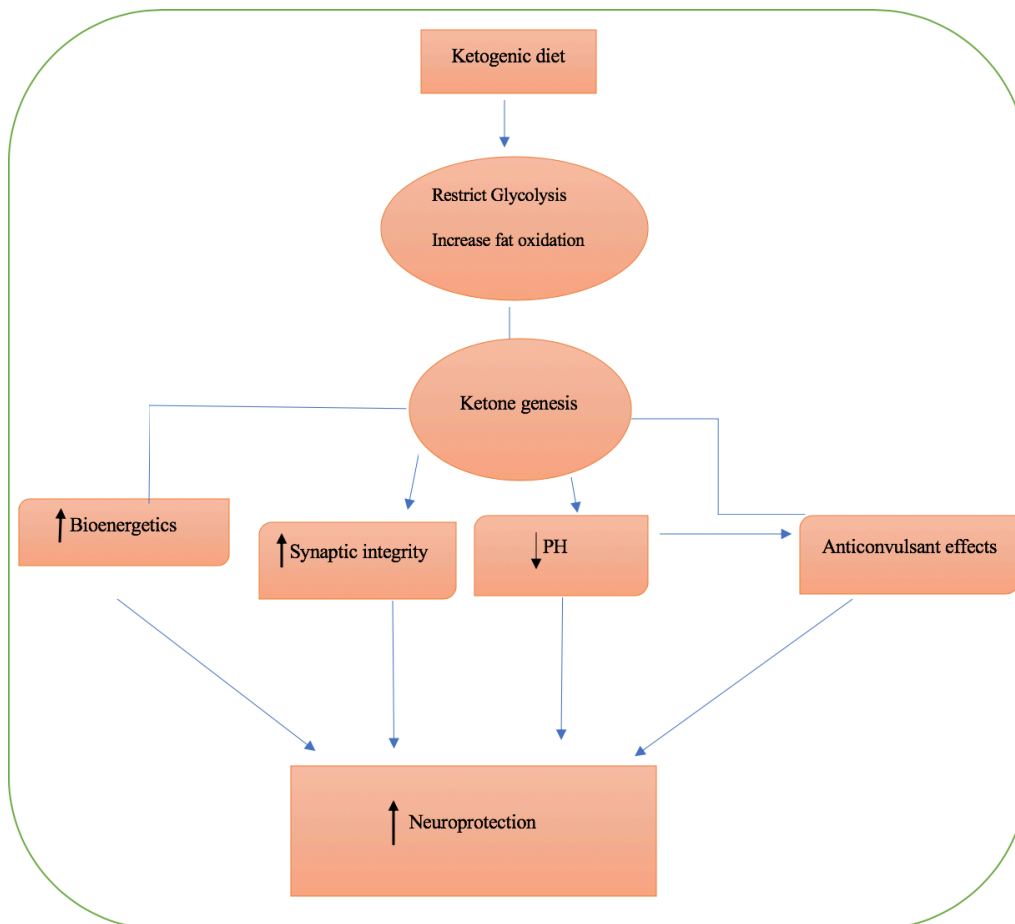 Ketogenic diet
Restrict Glycolysis
Increase fat oxidation
Ketone genesis
Bioenergetics
Synaptic integrity
PH
Anticonvulsant effects
Neuroprotection